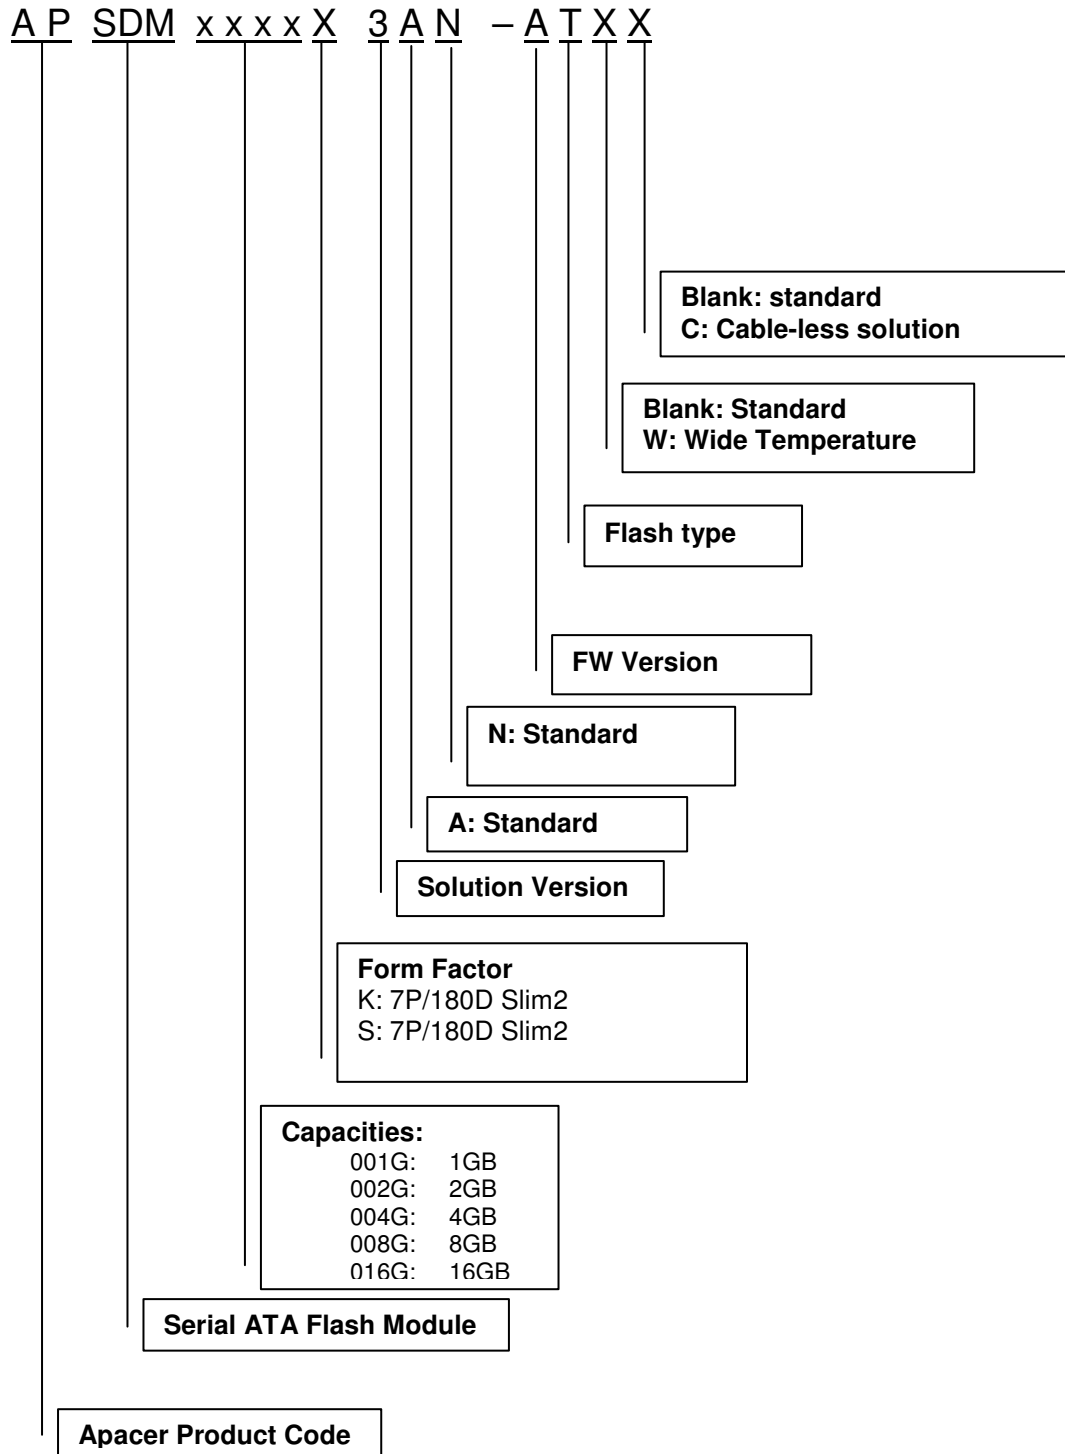 A P SDM x x x x X 3 A N – A T X X
Blank: standard
C: Cable-less solution
Blank: Standard
W: Wide Temperature
Flash type
FW Version
N: Standard
A: Standard
Solution Version
Form Factor
K: 7P/180D Slim2
S: 7P/180D Slim2
Capacities:
001G: 1GB
002G: 2GB
004G: 4GB
008G: 8GB
016G: 16GB
Serial ATA Flash Module
Apacer Product Code